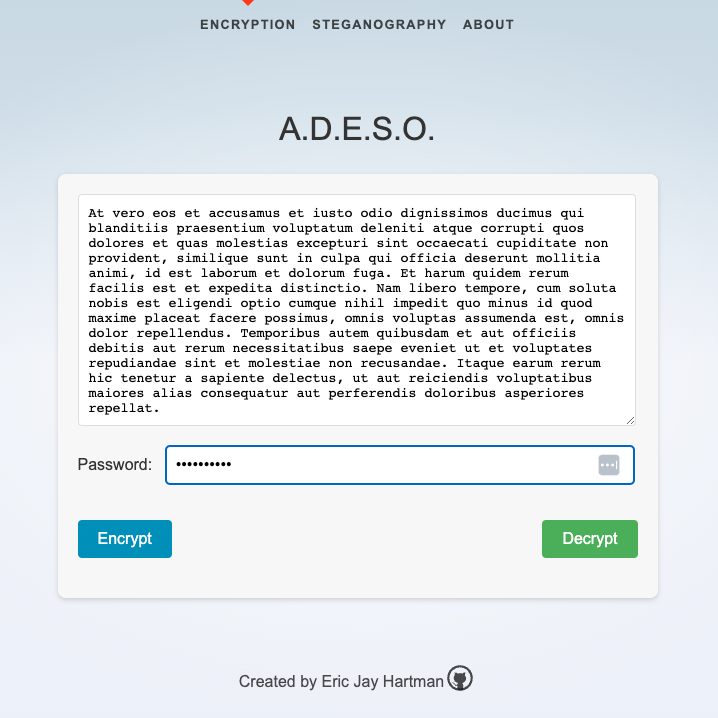 ENCRYPTION STEGANOGRAPHY ABOUT
A.D.E.S.O.
At vero eos et accusamus et iusto odio dignissimos ducimus qui
blanditiis praesentium voluptatum deleniti atque corrupti quos
dolores et quas molestias excepturi sint occaecati cupiditate non
provident, similique sunt in culpa qui officia deserunt mollitia
animi, id est laborum et dolorum fuga. Et harum quidem rerum
facilis est et expedita distinctio. Nam libero tempore, cum soluta
nobis est eligendi optio cumque nihil impedit quo minus id quod
maxime placeat facere possimus, omnis voluptas assumenda est, omnis
dolor repellendus. Temporibus autem quibusdam et aut officiis
debitis aut rerum necessitatibus saepe eveniet ut et voluptates
repudiandae sint et molestiae non recusandae. Itaque earum rerum
hic tenetur a sapiente delectus, ut aut reiciendis voluptatibus
maiores alias consequatur aut perferendis doloribus asperiores
repellat.
Password: ••••••••••
Encrypt Decrypt
Created by Eric Jay Hartman